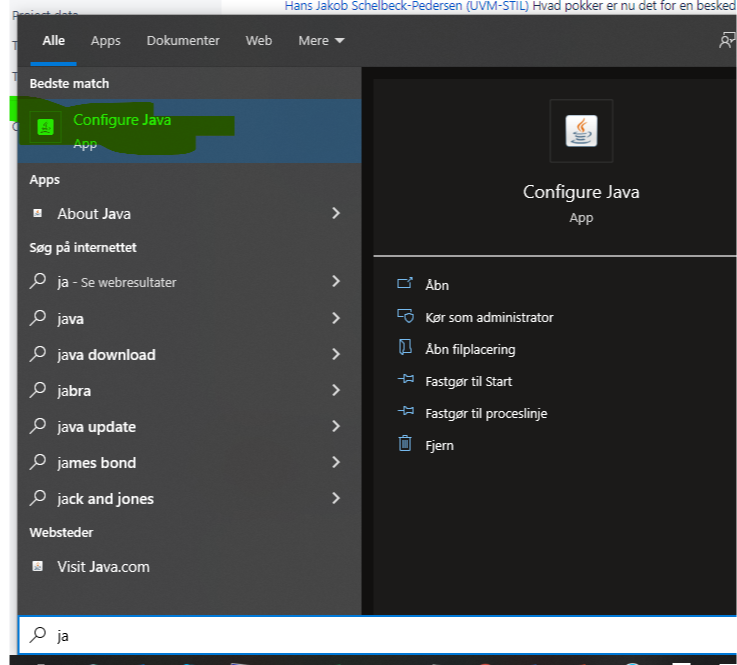 Project data
Hans Jakob Schelbeck-Pedersen (UVM-STIL) Hvad pokker er nu det for en besked
Alle Apps Dokumenter Web Mere
Bedste match
Configure Java
App
Apps
About Java
Søg på internettet
ja - Se webresultater
java
java download
jabra
java update
james bond
jack and jones
Websteder
Visit Java.com
Configure Java
App
Åbn
Kør som administrator
Åbn filplacering
Fastgør til Start
Fastgør til proceslinje
Fjern
ja